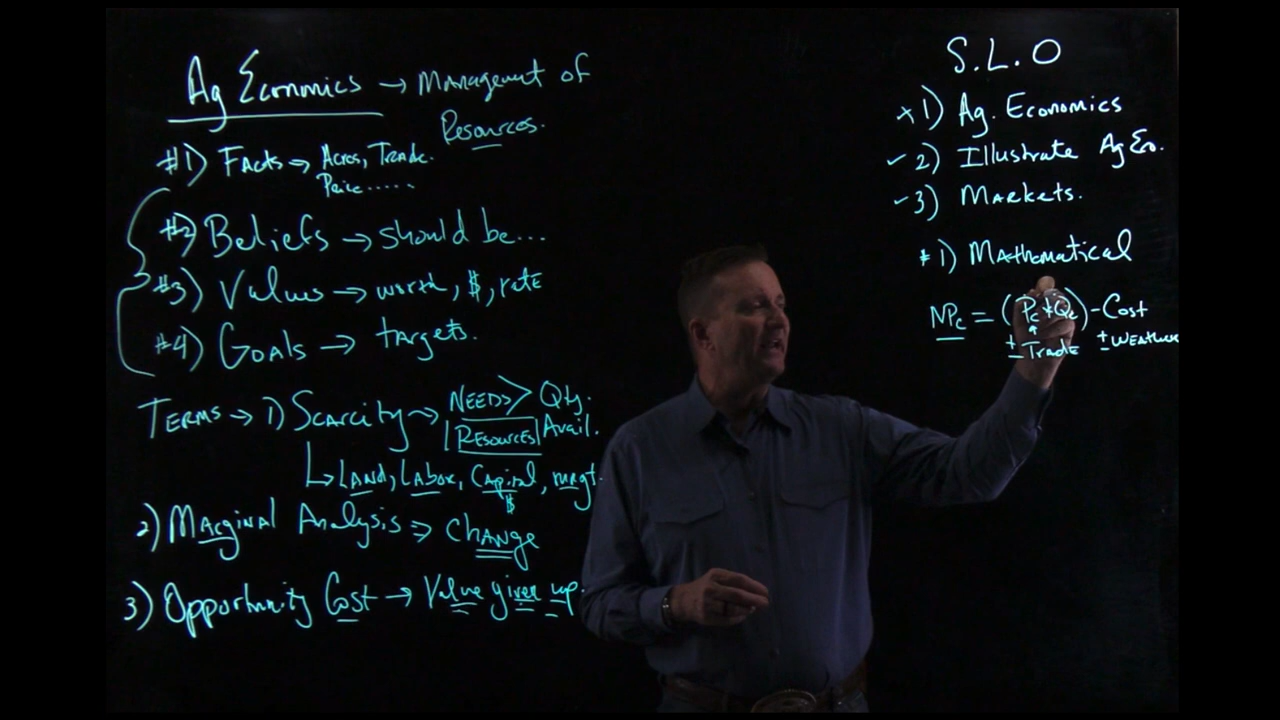 Ag Economics → Management of
Resources.
#1) Facts → Acres, Trade.
Price.....
#2) Beliefs → should be...
#3) Values → worth, $, rate
#4) Goals → targets.
Terms → 1) Scarcity → Needs > Qty.
Resources Avail.
↳ Land, Labor, Capital, mngt.
$
2) Marginal Analysis ⇒ change
3) Opportunity Cost → Value given up.
S.L.O
* 1) Ag. Economics
✓ 2) Illustrate Ag Eco.
✓ 3) Markets.
* 1) Mathematical
NPc = (Pc * Qc) - Cost
± Trade ± Weather